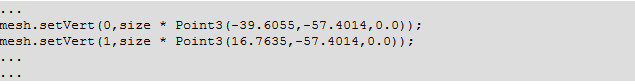 ...
mesh.setVert(0,size * Point3(-39.6055,-57.4014,0.0));
mesh.setVert(1,size * Point3(16.7635,-57.4014,0.0));
...
...